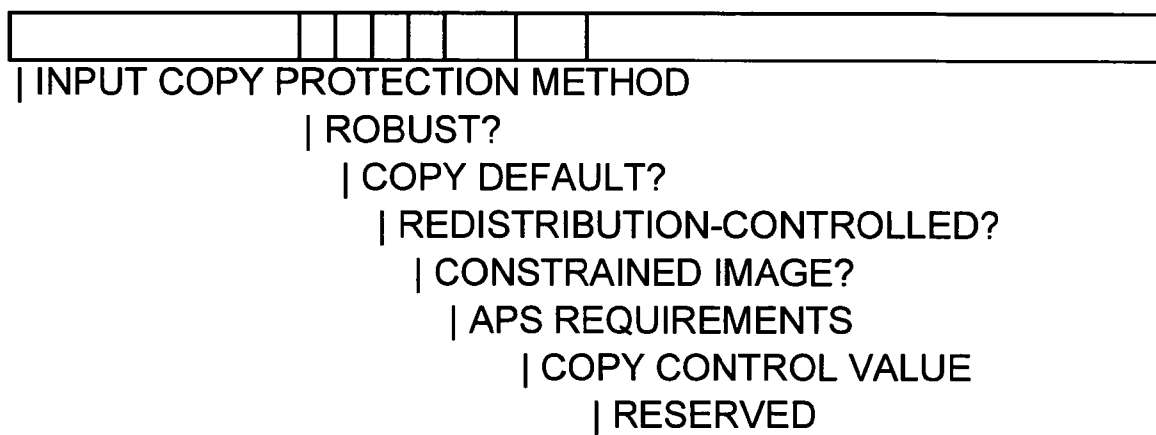 | INPUT COPY PROTECTION METHOD
| ROBUST?
| COPY DEFAULT?
| REDISTRIBUTION-CONTROLLED?
| CONSTRAINED IMAGE?
| APS REQUIREMENTS
| COPY CONTROL VALUE
| RESERVED